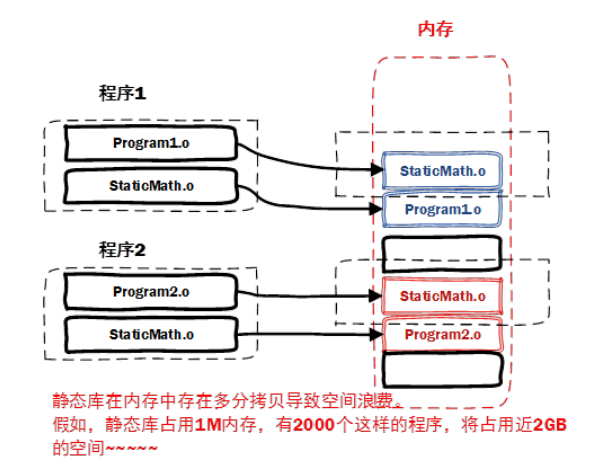 内存
程序1
Program1.o
StaticMath.o
StaticMath.o
Program1.o
程序2
Program2.o
StaticMath.o
StaticMath.o
Program2.o
静态库在内存中存在多分拷贝导致空间浪费。
假如，静态库占用1M内存，有2000个这样的程序，将占用近2GB
的空间~~~~~